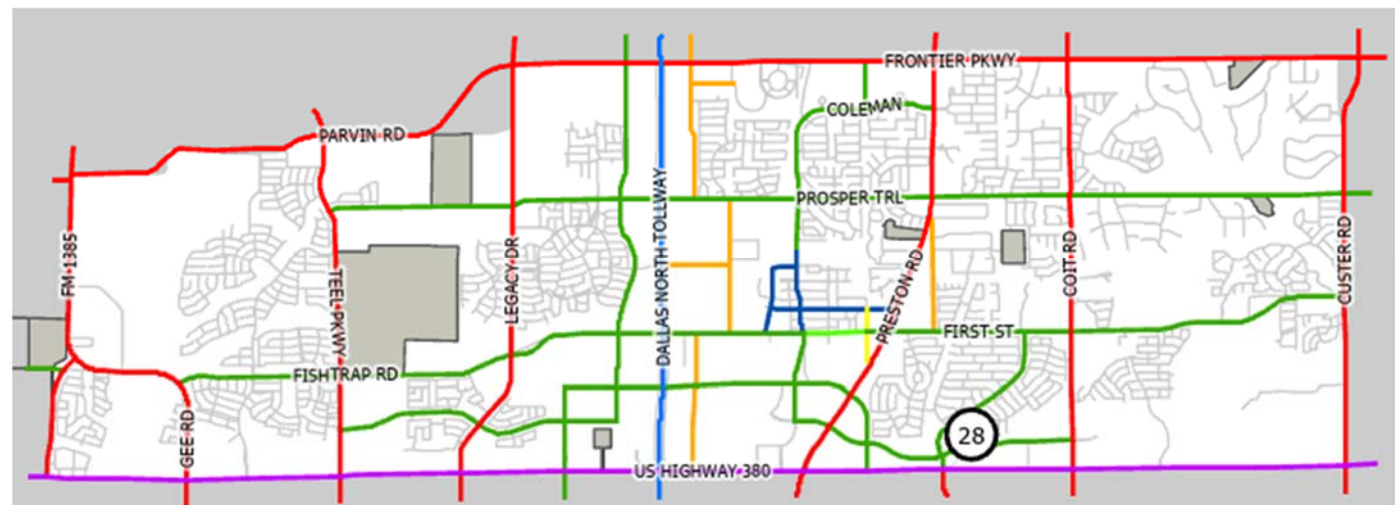 FRONTIER PKWY
COLEMAN
PARVIN RD
PROSPER TRL
FM 1385
TEEL PKWY
LEGACY DR
DALLAS NORTH TOLLWAY
PRESTON RD
COIT RD
CUSTER RD
FIRST ST
FISHTRAP RD
GEE RD
28
US HIGHWAY 380